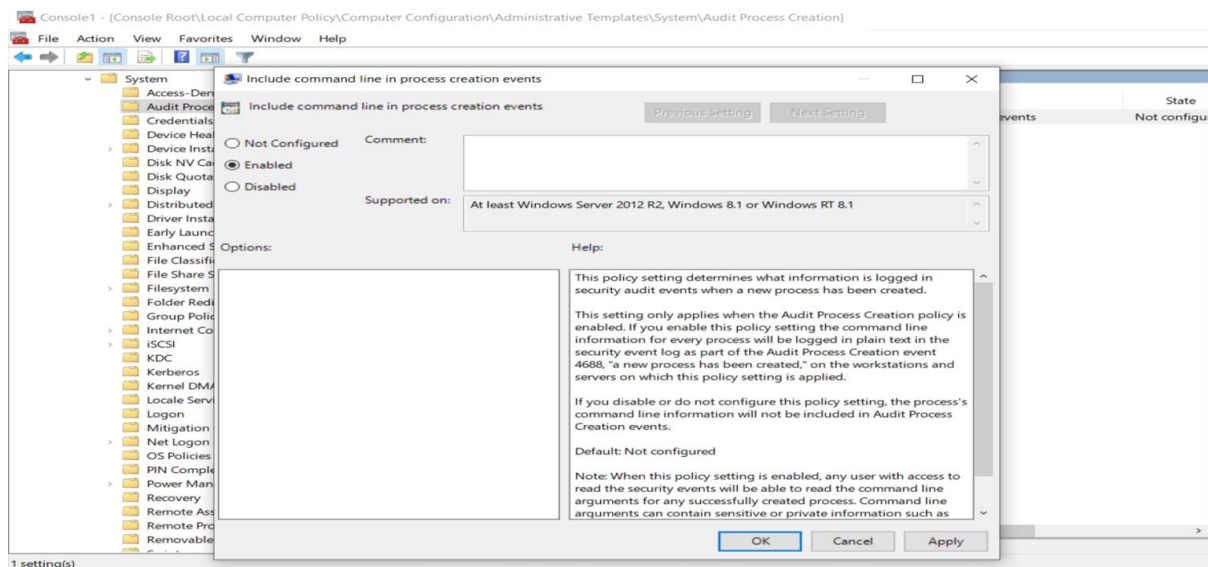 Console1 - [Console Root\Local Computer Policy\Computer Configuration\Administrative Templates\System\Audit Process Creation]
File Action View Favorites Window Help
System
Access-Den
Audit Proce
Credentials
Device Heal
Device Insta
Disk NV Ca
Disk Quota
Display
Distributed
Driver Insta
Early Launc
Enhanced S
File Classifi
File Share S
Filesystem
Folder Redi
Group Polic
Internet Co
iSCSI
KDC
Kerberos
Kernel DMA
Locale Servi
Logon
Mitigation
Net Logon
OS Policies
PIN Comple
Power Man
Recovery
Remote Ass
Remote Pro
Removable
1 setting(s)
Include command line in process creation events
Include command line in process creation events
Previous Setting Next Setting
Not Configured
Enabled
Disabled
Comment:
Supported on:
At least Windows Server 2012 R2, Windows 8.1 or Windows RT 8.1
Options:
Help:
This policy setting determines what information is logged in
security audit events when a new process has been created.
This setting only applies when the Audit Process Creation policy is
enabled. If you enable this policy setting the command line
information for every process will be logged in plain text in the
security event log as part of the Audit Process Creation event
4688, "a new process has been created," on the workstations and
servers on which this policy setting is applied.
If you disable or do not configure this policy setting, the process's
command line information will not be included in Audit Process
Creation events.
Default: Not configured
Note: When this policy setting is enabled, any user with access to
read the security events will be able to read the command line
arguments for any successfully created process. Command line
arguments can contain sensitive or private information such as
OK Cancel Apply
State
events Not configu